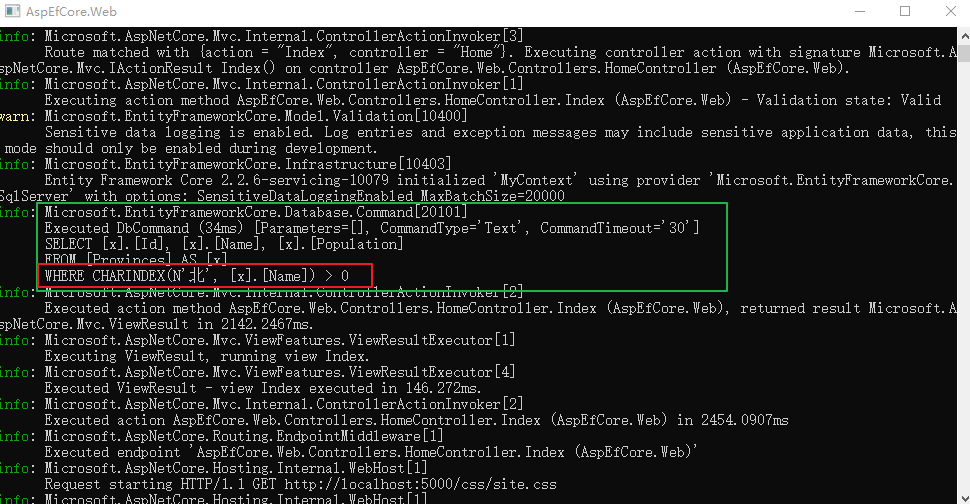 AspEfCore.Web
info: Microsoft.AspNetCore.Mvc.Internal.ControllerActionInvoker[3]
Route matched with {action = "Index", controller = "Home"}. Executing controller action with signature Microsoft.A
spNetCore.Mvc.IActionResult Index() on controller AspEfCore.Web.Controllers.HomeController (AspEfCore.Web).
info: Microsoft.AspNetCore.Mvc.Internal.ControllerActionInvoker[1]
Executing action method AspEfCore.Web.Controllers.HomeController.Index (AspEfCore.Web) - Validation state: Valid
warn: Microsoft.EntityFrameworkCore.Model.Validation[10400]
Sensitive data logging is enabled. Log entries and exception messages may include sensitive application data, this
mode should only be enabled during development.
info: Microsoft.EntityFrameworkCore.Infrastructure[10403]
Entity Framework Core 2.2.6-servicing-10079 initialized 'MyContext' using provider 'Microsoft.EntityFrameworkCore.
SqlServer' with options: SensitiveDataLoggingEnabled MaxBatchSize=20000
info: Microsoft.EntityFrameworkCore.Database.Command[20101]
Executed DbCommand (34ms) [Parameters=[], CommandType='Text', CommandTimeout='30']
SELECT [x].[Id], [x].[Name], [x].[Population]
FROM [Provinces] AS [x]
WHERE CHARINDEX(N'北', [x].[Name]) > 0
info: Microsoft.AspNetCore.Mvc.Internal.ControllerActionInvoker[2]
Executed action method AspEfCore.Web.Controllers.HomeController.Index (AspEfCore.Web), returned result Microsoft.A
spNetCore.Mvc.ViewResult in 2142.2467ms.
info: Microsoft.AspNetCore.Mvc.ViewFeatures.ViewResultExecutor[1]
Executing ViewResult, running view Index.
info: Microsoft.AspNetCore.Mvc.ViewFeatures.ViewResultExecutor[4]
Executed ViewResult - view Index executed in 146.272ms.
info: Microsoft.AspNetCore.Mvc.Internal.ControllerActionInvoker[2]
Executed action AspEfCore.Web.Controllers.HomeController.Index (AspEfCore.Web) in 2454.0907ms
info: Microsoft.AspNetCore.Routing.EndpointMiddleware[1]
Executed endpoint 'AspEfCore.Web.Controllers.HomeController.Index (AspEfCore.Web)'
info: Microsoft.AspNetCore.Hosting.Internal.WebHost[1]
Request starting HTTP/1.1 GET http://localhost:5000/css/site.css
info: Microsoft.AspNetCore.Hosting.Internal.WebHost[1]